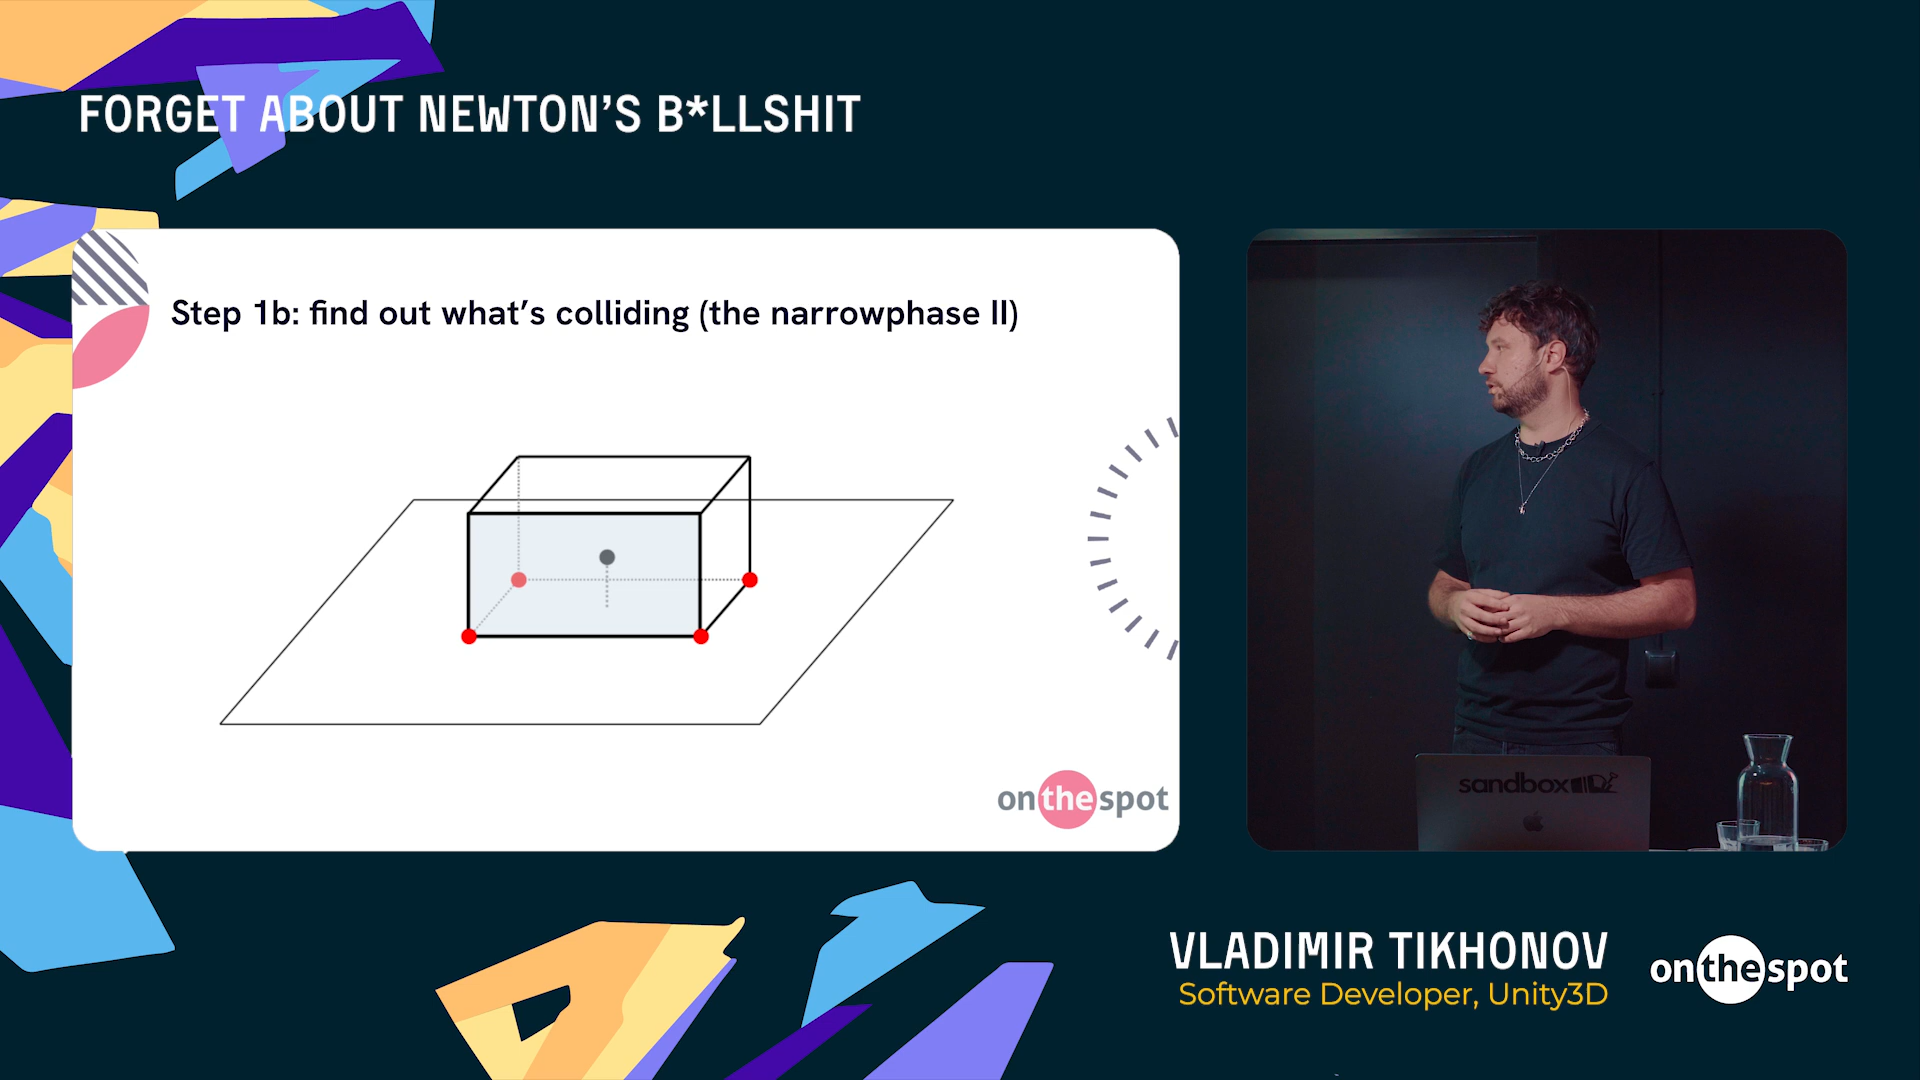 FORGET ABOUT NEWTON'S B*LLSHIT
Step 1b: find out what's colliding (the narrowphase II)
onthespot
sandbox
VLADIMIR TIKHONOV
Software Developer, Unity3D
onthespot